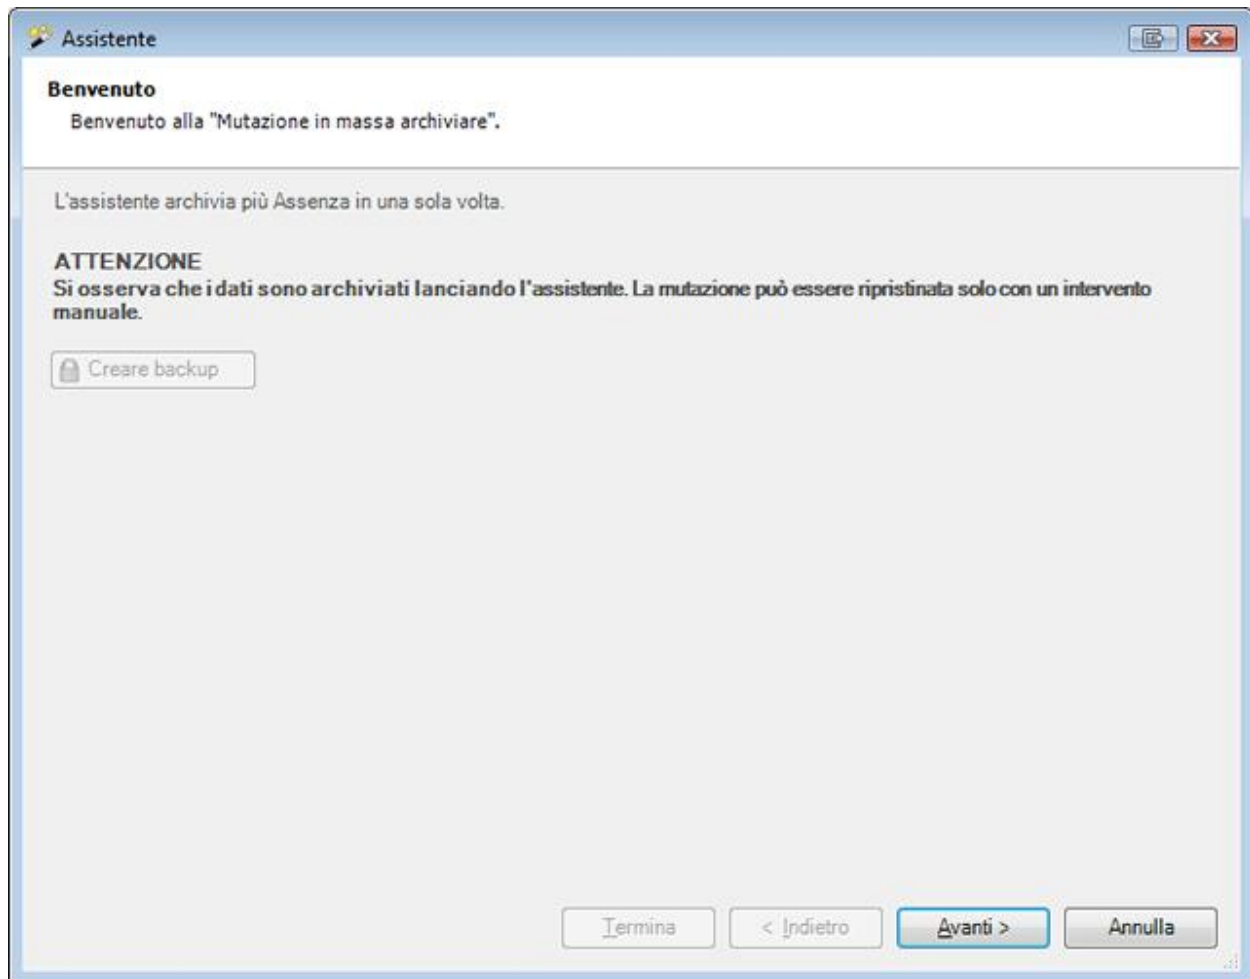 Assistente
Benvenuto
Benvenuto alla "Mutazione in massa archiviare".
L'assistente archivia più Assenza in una sola volta.
ATTENZIONE
Si osserva che i dati sono archiviati lanciando l'assistente. La mutazione può essere ripristinata solo con un intervento
manuale.
Creare backup
Termina
< Indietro
Avanti >
Annulla